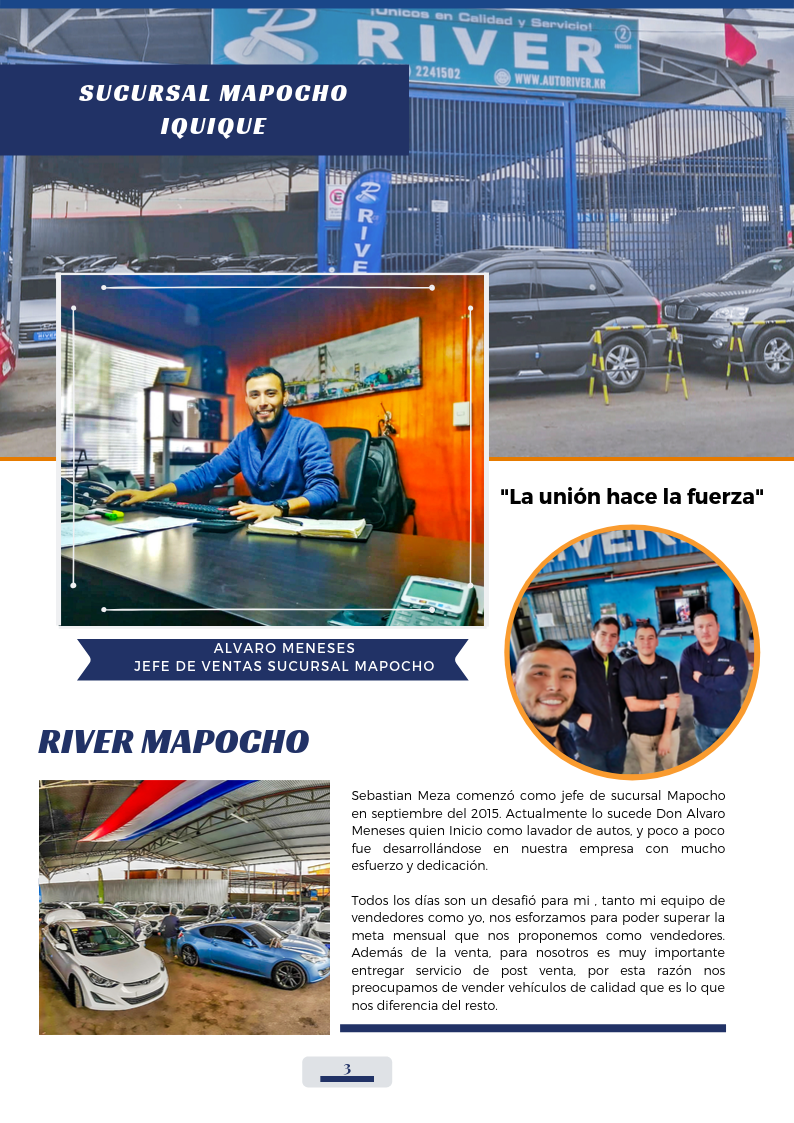 ¡Únicos en Calidad y Servicio!
RIVER
2241502
WWW.AUTORIVER.KR
2
SUCURSAL MAPOCHO
IQUIQUE
E
RIVE
RIVER
"La unión hace la fuerza"
ALVARO MENESES
JEFE DE VENTAS SUCURSAL MAPOCHO
RIVER MAPOCHO
Sebastian Meza comenzó como jefe de sucursal Mapocho
en septiembre del 2015. Actualmente lo sucede Don Alvaro
Meneses quien Inicio como lavador de autos, y poco a poco
fue desarrollándose en nuestra empresa con mucho
esfuerzo y dedicación.
Todos los días son un desafió para mi , tanto mi equipo de
vendedores como yo, nos esforzamos para poder superar la
meta mensual que nos proponemos como vendedores.
Además de la venta, para nosotros es muy importante
entregar servicio de post venta, por esta razón nos
preocupamos de vender vehículos de calidad que es lo que
nos diferencia del resto.
3